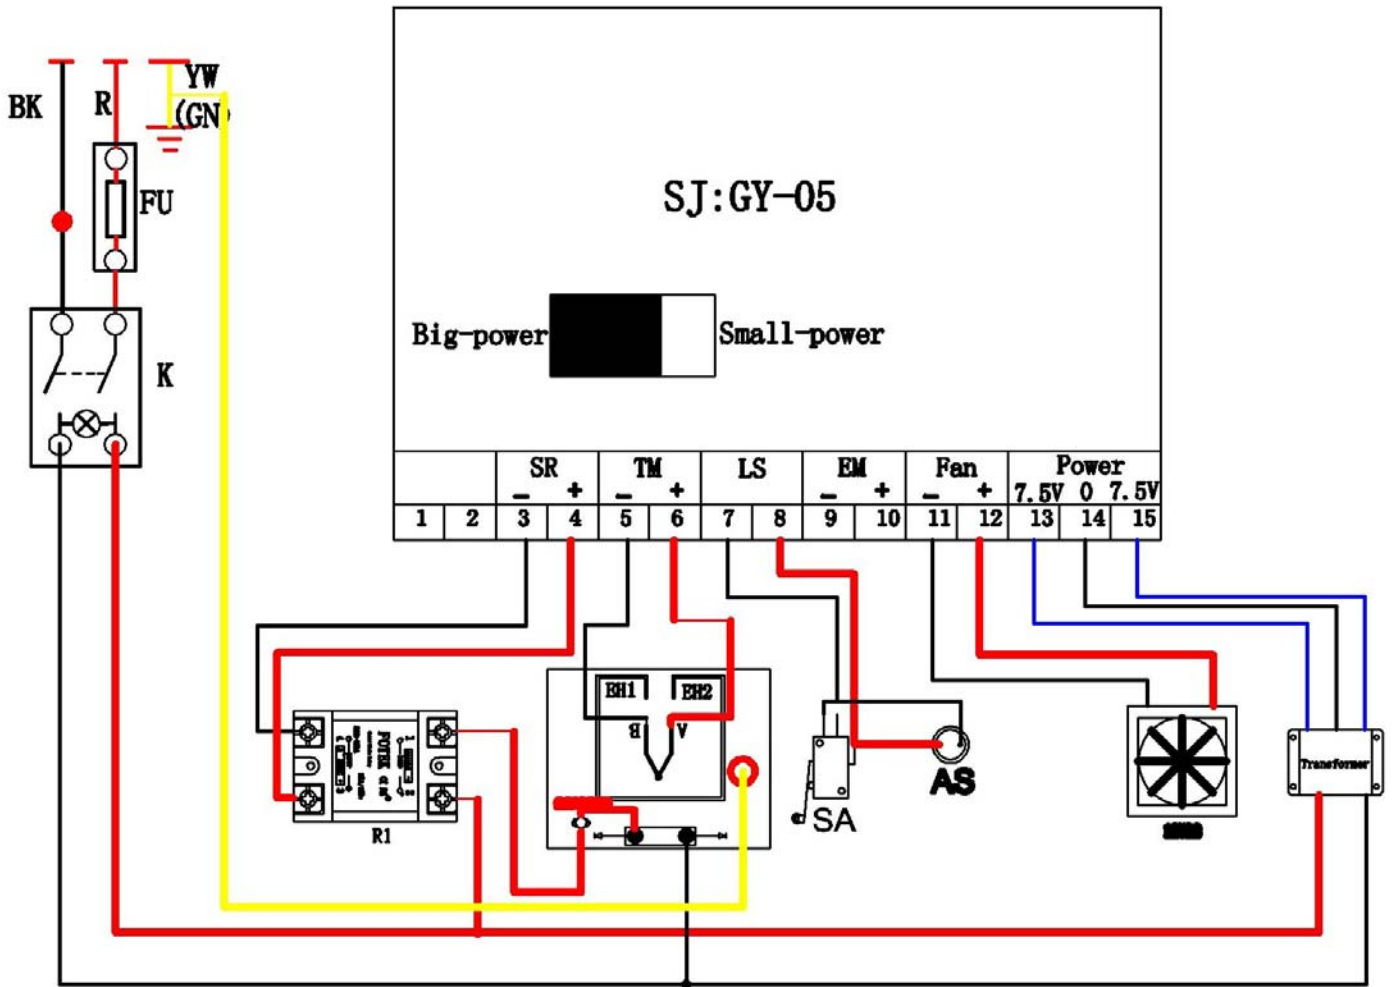 BK
R
YW
(GN)
FU
K
SJ:GY-05
Big-power
Small-power
SR
TM
LS
EM
Fan
Power
- + - + - + - + 7.5V 0 7.5V
1 2 3 4 5 6 7 8 9 10 11 12 13 14 15
EH1
EH2
B
A
FOTEK
R1
SA
AS
Transformer